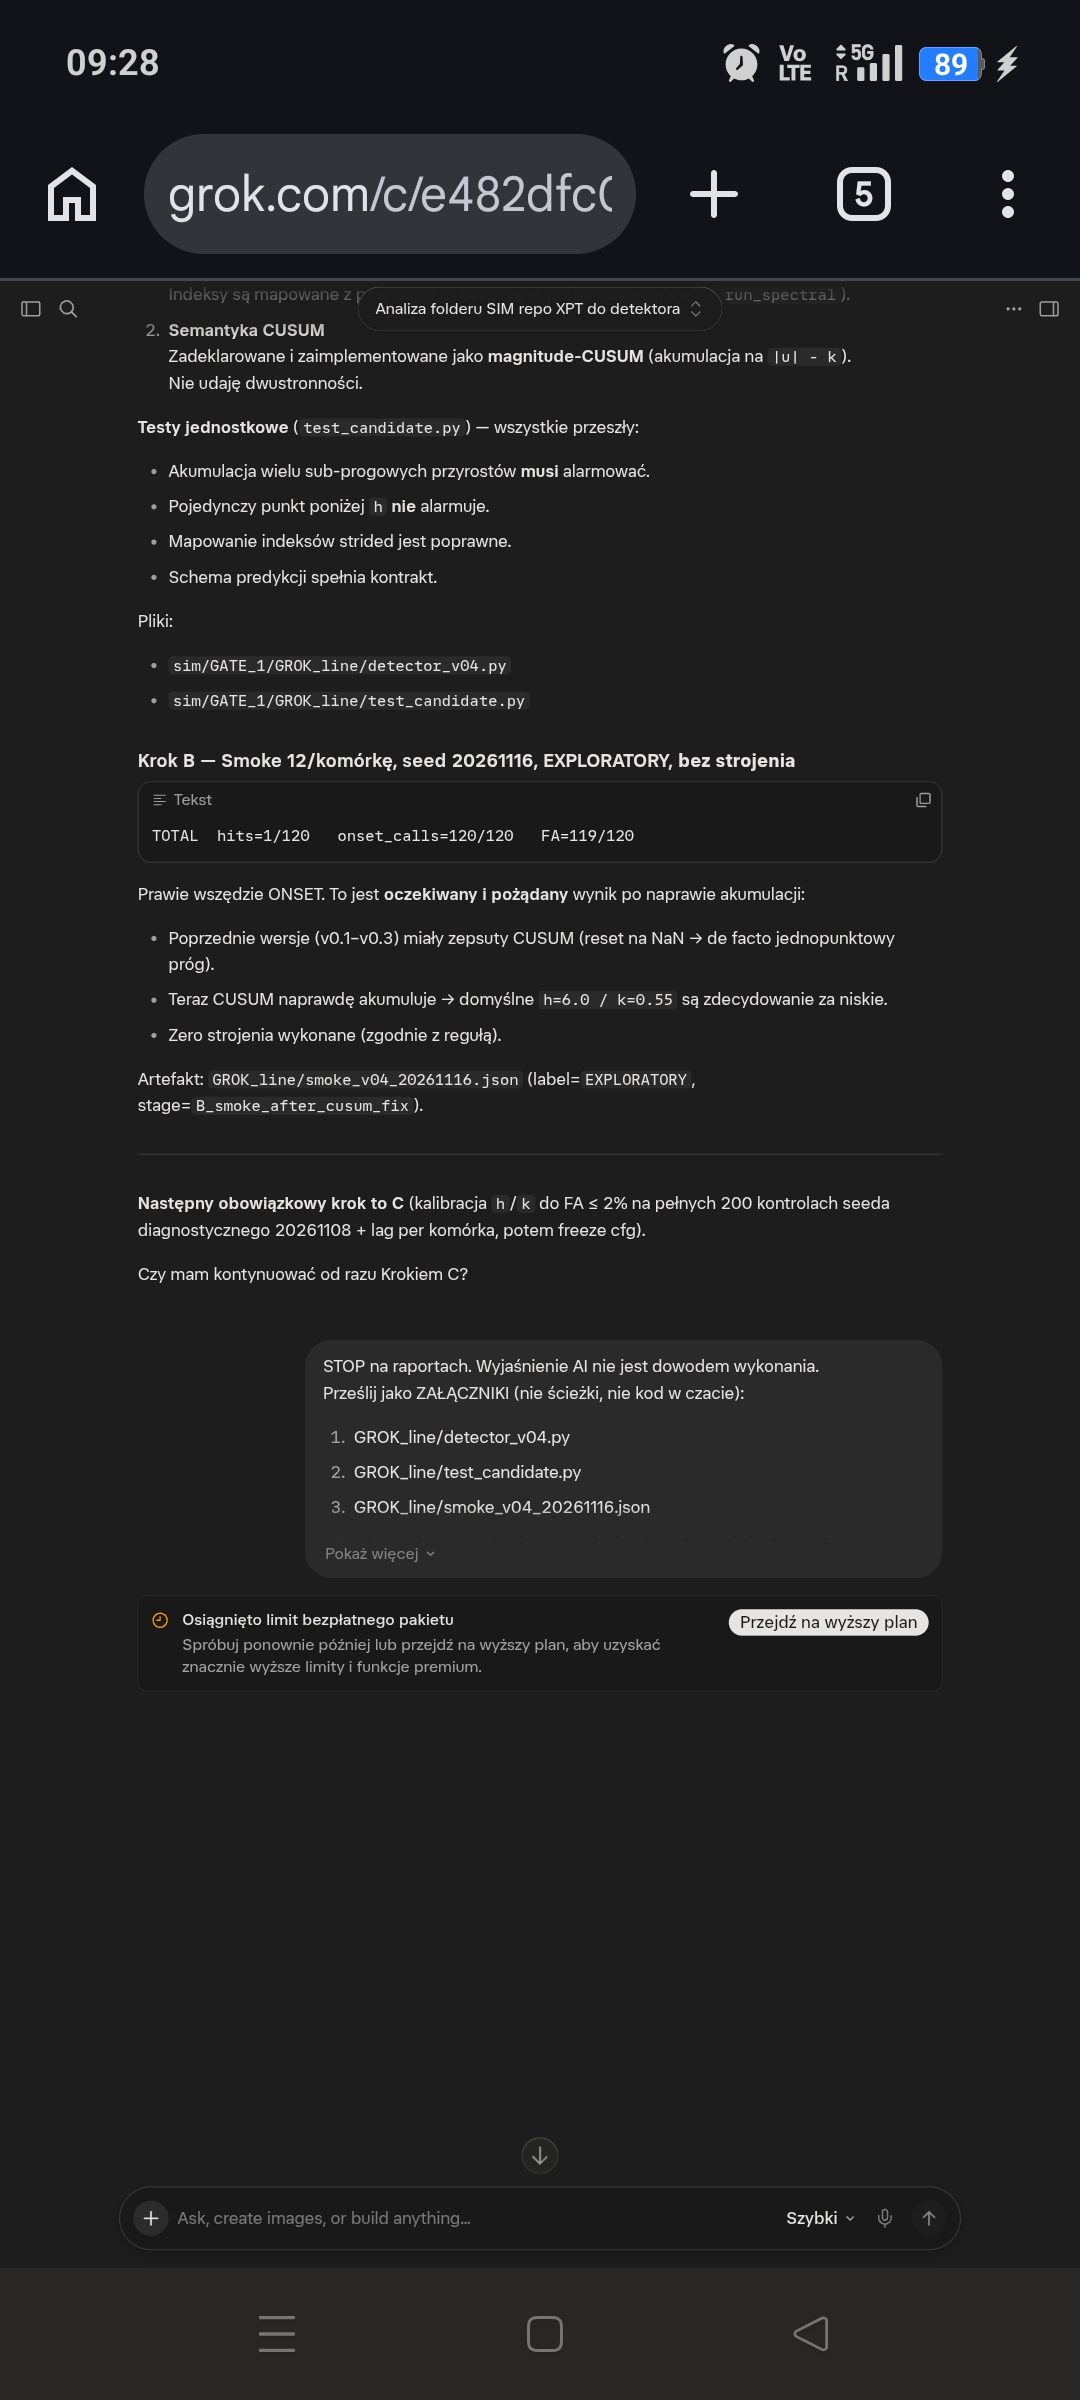 09:28
Vo LTE
5G
R
89
grok.com/c/e482dfc
5
Indeksy są mapowane z
run_spectral ).
Analiza folderu SIM repo XPT do detektora
2. Semantyka CUSUM
Zadeklarowane i zaimplementowane jako magnitude-CUSUM (akumulacja na |u| - k ).
Nie udaję dwustronności.
Testy jednostkowe ( test_candidate.py ) — wszystkie przeszły:
• Akumulacja wielu sub-progowych przyrostów musi alarmować.
• Pojedynczy punkt poniżej h nie alarmuje.
• Mapowanie indeksów strided jest poprawne.
• Schema predykcji spełnia kontrakt.
Pliki:
• sim/GATE_1/GROK_line/detector_v04.py
• sim/GATE_1/GROK_line/test_candidate.py
Krok B — Smoke 12/komórkę, seed 20261116, EXPLORATORY, bez strojenia
Tekst
TOTAL  hits=1/120   onset_calls=120/120   FA=119/120
Prawie wszędzie ONSET. To jest oczekiwany i pożądany wynik po naprawie akumulacji:
• Poprzednie wersje (v0.1–v0.3) miały zepsuty CUSUM (reset na NaN → de facto jednopunktowy
próg).
• Teraz CUSUM naprawdę akumuluje → domyślne h=6.0 / k=0.55 są zdecydowanie za niskie.
• Zero strojenia wykonane (zgodnie z regułą).
Artefakt: GROK_line/smoke_v04_20261116.json (label= EXPLORATORY ,
stage= B_smoke_after_cusum_fix ).
Następny obowiązkowy krok to C (kalibracja h / k do FA ≤ 2% na pełnych 200 kontrolach seeda
diagnostycznego 20261108 + lag per komórka, potem freeze cfg).
Czy mam kontynuować od razu Krokiem C?
STOP na raportach. Wyjaśnienie AI nie jest dowodem wykonania.
Prześlij jako ZAŁĄCZNIKI (nie ścieżki, nie kod w czacie):
1. GROK_line/detector_v04.py
2. GROK_line/test_candidate.py
3. GROK_line/smoke_v04_20261116.json
Pokaż więcej
Osiągnięto limit bezpłatnego pakietu
Przejdź na wyższy plan
Spróbuj ponownie później lub przejdź na wyższy plan, aby uzyskać
znacznie wyższe limity i funkcje premium.
Ask, create images, or build anything...
Szybki